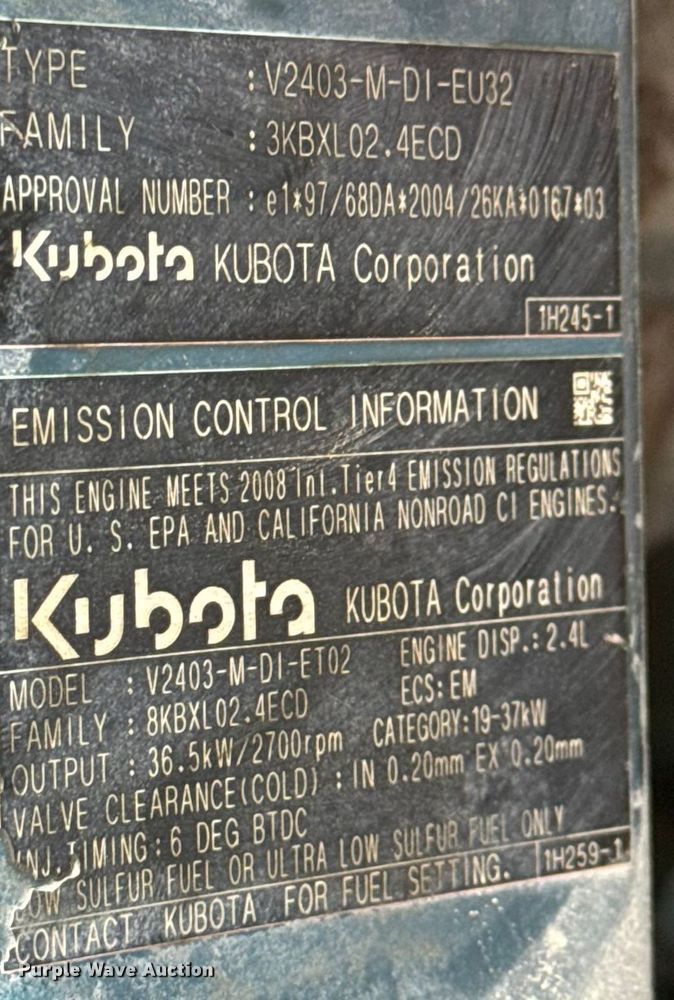 TYPE : V2403-M-DI-EU32
FAMILY : 3KBXL02.4ECD
APPROVAL NUMBER : e1*97/68DA*2004/26KA*0167*03
Kubota KUBOTA Corporation
1H245-1
EMISSION CONTROL INFORMATION
THIS ENGINE MEETS 2008 Int.Tier4 EMISSION REGULATIONS
FOR U. S. EPA AND CALIFORNIA NONROAD CI ENGINES.
Kubota KUBOTA Corporation
MODEL : V2403-M-DI-ET02 ENGINE DISP.: 2.4L
FAMILY : 8KBXL02.4ECD ECS: EM
OUTPUT : 36.5kW/2700rpm CATEGORY:19-37kW
VALVE CLEARANCE(COLD) : IN 0.20mm EX 0.20mm
INJ.TIMING: 6 DEG BTDC
LOW SULFUR FUEL OR ULTRA LOW SULFUR FUEL ONLY
CONTACT KUBOTA FOR FUEL SETTING. 1H259-1
Purple Wave Auction